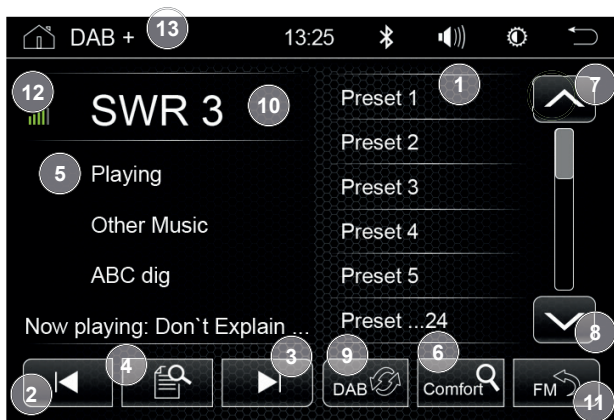 DAB + 13 13:25
12 SWR 3 10
Preset 1 1 7
Preset 2
5 Playing
Preset 3
Other Music
Preset 4
ABC dig
Preset 5
Now playing: Don`t Explain ...
Preset ...24
8
2 4 3
9 DAB
6 Comfort
FM 11